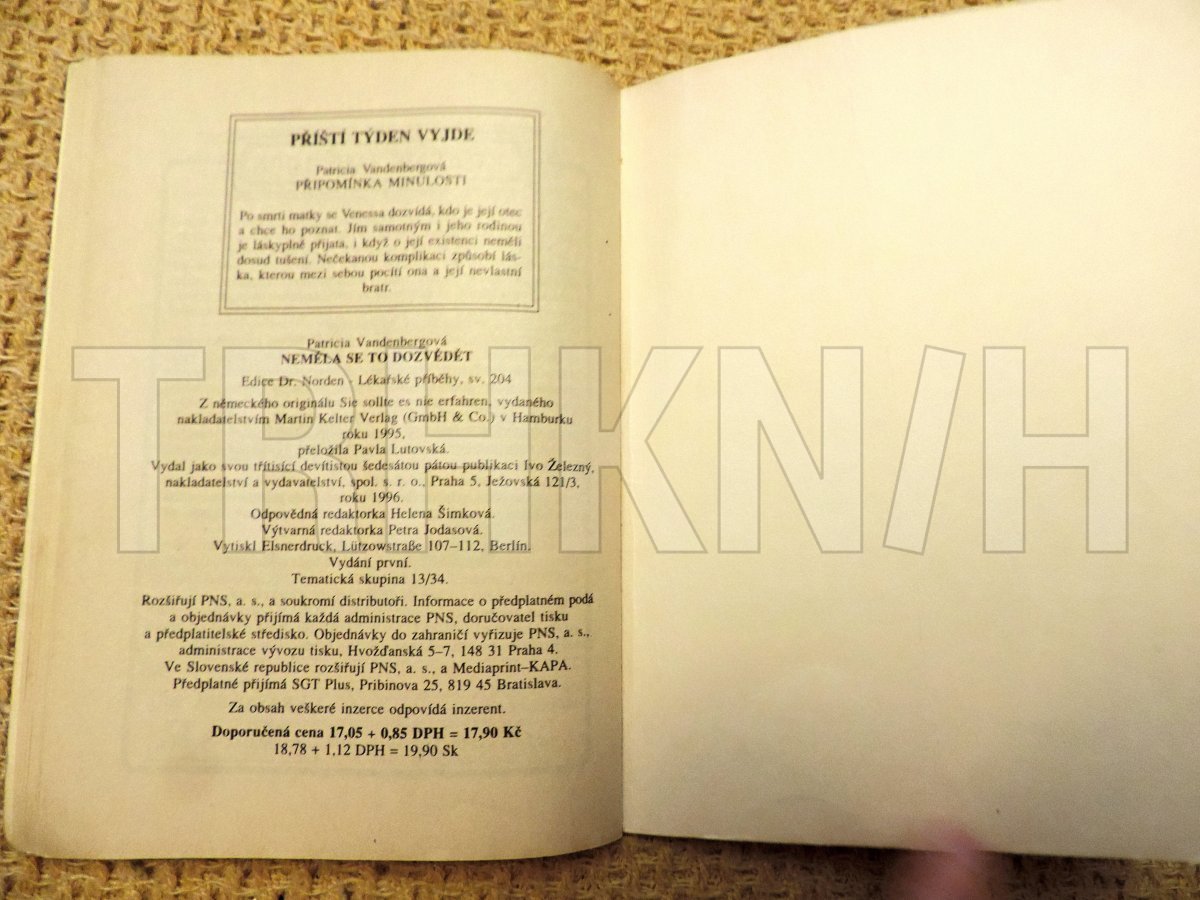 PŘÍŠTÍ TÝDEN VYJDE
Patricia Vandenbergová
PŘIPOMÍNKA MINULOSTI
Po smrti matky se Venessa dozvídá, kdo je její otec
a chce ho poznat. Jím samotným i jeho rodinou
je láskyplně přijata, i když o její existenci neměli
dosud tušení. Nečekanou komplikaci způsobí lás-
ka, kterou mezi sebou pocítí ona a její nevlastní
bratr.
Patricia Vandenbergová
NEMĚLA SE TO DOZVĚDĚT
Edice Dr. Norden - Lékařské příběhy, sv. 204
Z německého originálu Sie sollte es nie erfahren, vydaného
nakladatelstvím Martin Kelter Verlag (GmbH & Co.) v Hamburku
roku 1995,
přeložila Pavla Lutovská.
Vydal jako svou třítisící devítistou šedesátou pátou publikaci Ivo Železný,
nakladatelství a vydavatelství, spol. s. r. o., Praha 5, Ježovská 121/3,
roku 1996.
Odpovědná redaktorka Helena Šimková.
Výtvarná redaktorka Petra Jodasová.
Vytiskl Elsnerdruck, Lützowstraße 107–112, Berlín.
Vydání první.
Tematická skupina 13/34.
Rozšiřují PNS, a. s., a soukromí distributoři. Informace o předplatném podá
a objednávky přijímá každá administrace PNS, doručovatel tisku
a předplatitelské středisko. Objednávky do zahraničí vyřizuje PNS, a. s.,
administrace vývozu tisku, Hvožďanská 5–7, 148 31 Praha 4.
Ve Slovenské republice rozšiřují PNS, a. s., a Mediaprint–KAPA.
Předplatné přijímá SGT Plus, Pribinova 25, 819 45 Bratislava.
Za obsah veškeré inzerce odpovídá inzerent.
Doporučená cena 17,05 + 0,85 DPH = 17,90 Kč
18,78 + 1,12 DPH = 19,90 Sk
TRHKN/H